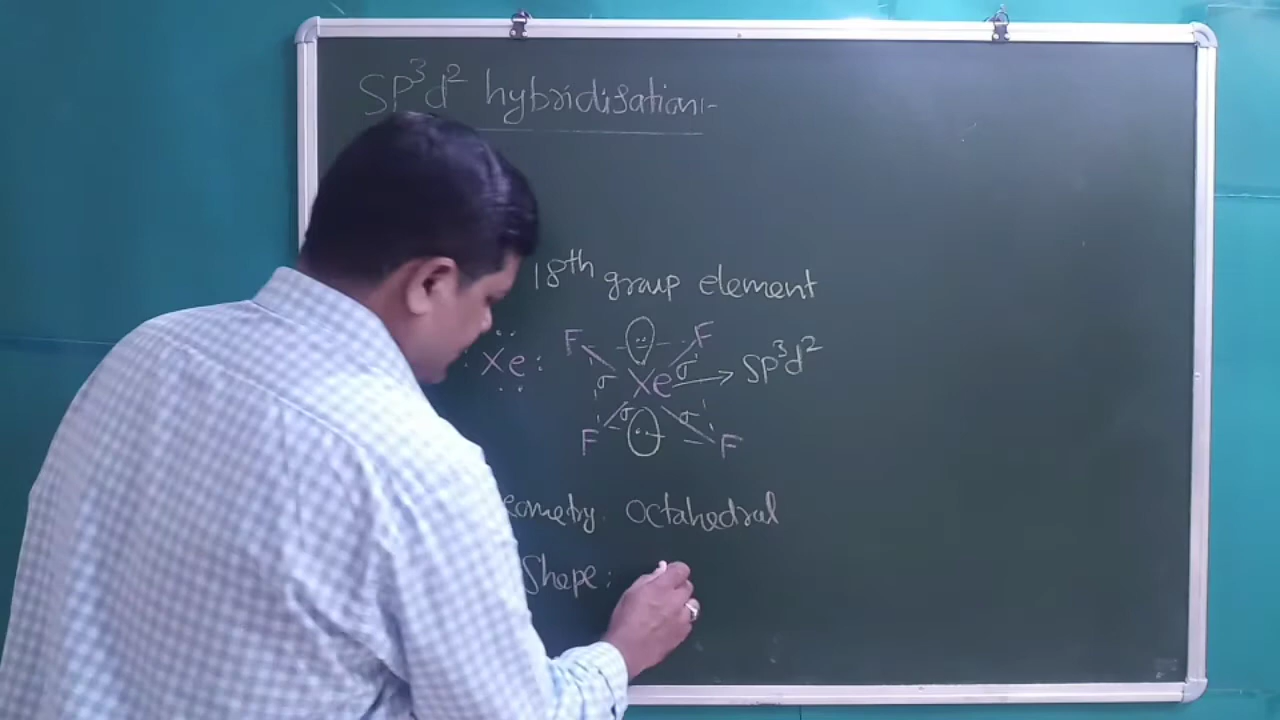 SP³d² hybridisation:-
18th group element
F F
:Xe: σ Xe σ → SP³d²
σ σ
F F
eometry: Octahedral
Shape: